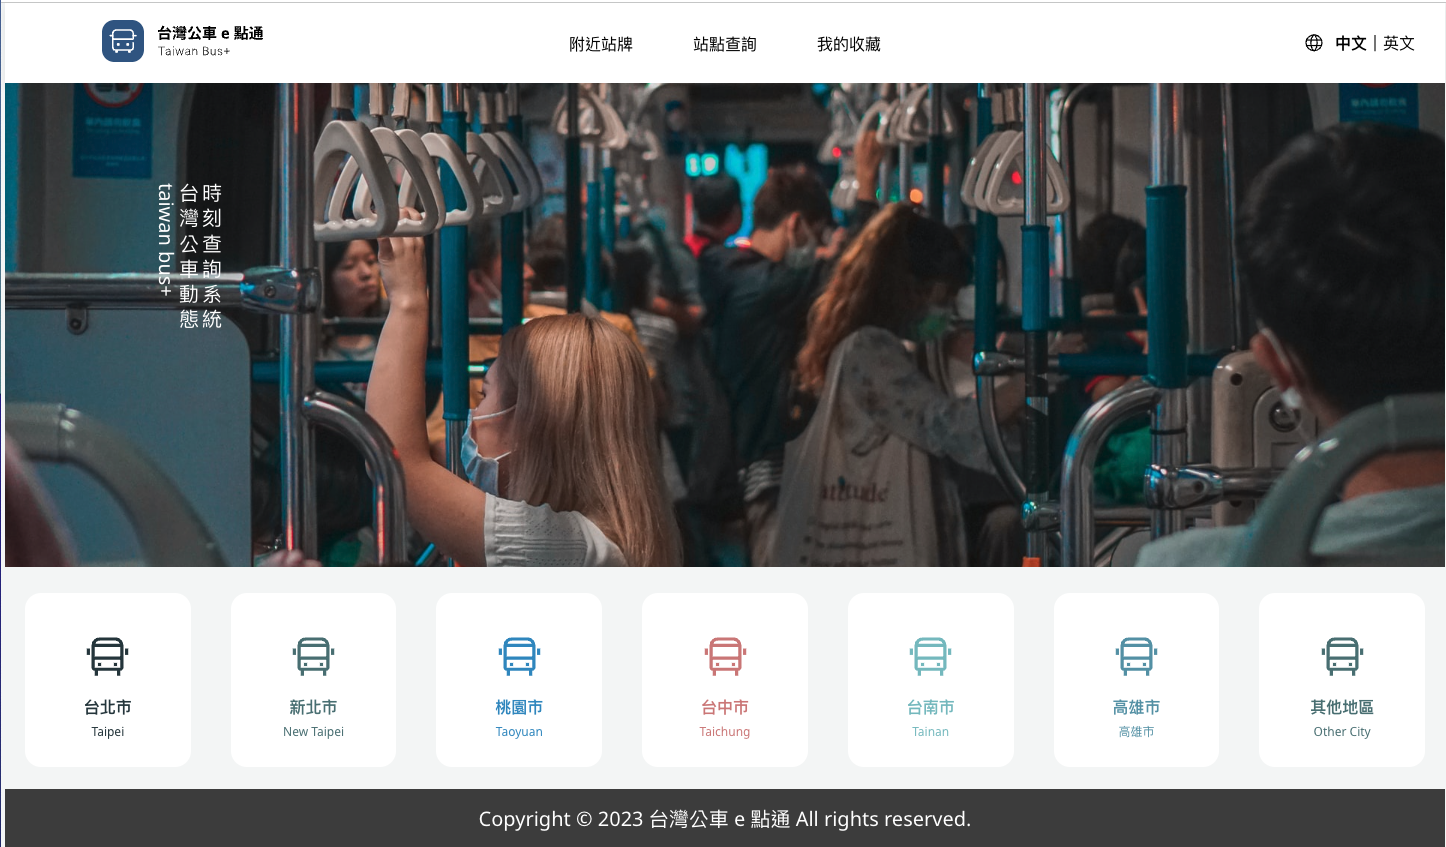 台灣公車 e 點通
Taiwan Bus+
附近站牌
站點查詢
我的收藏
中文 | 英文
時刻查詢系統
台灣公車動態
taiwan bus+
attitude
台北市
Taipei
新北市
New Taipei
桃園市
Taoyuan
台中市
Taichung
台南市
Tainan
高雄市
高雄市
其他地區
Other City
Copyright © 2023 台灣公車 e 點通 All rights reserved.